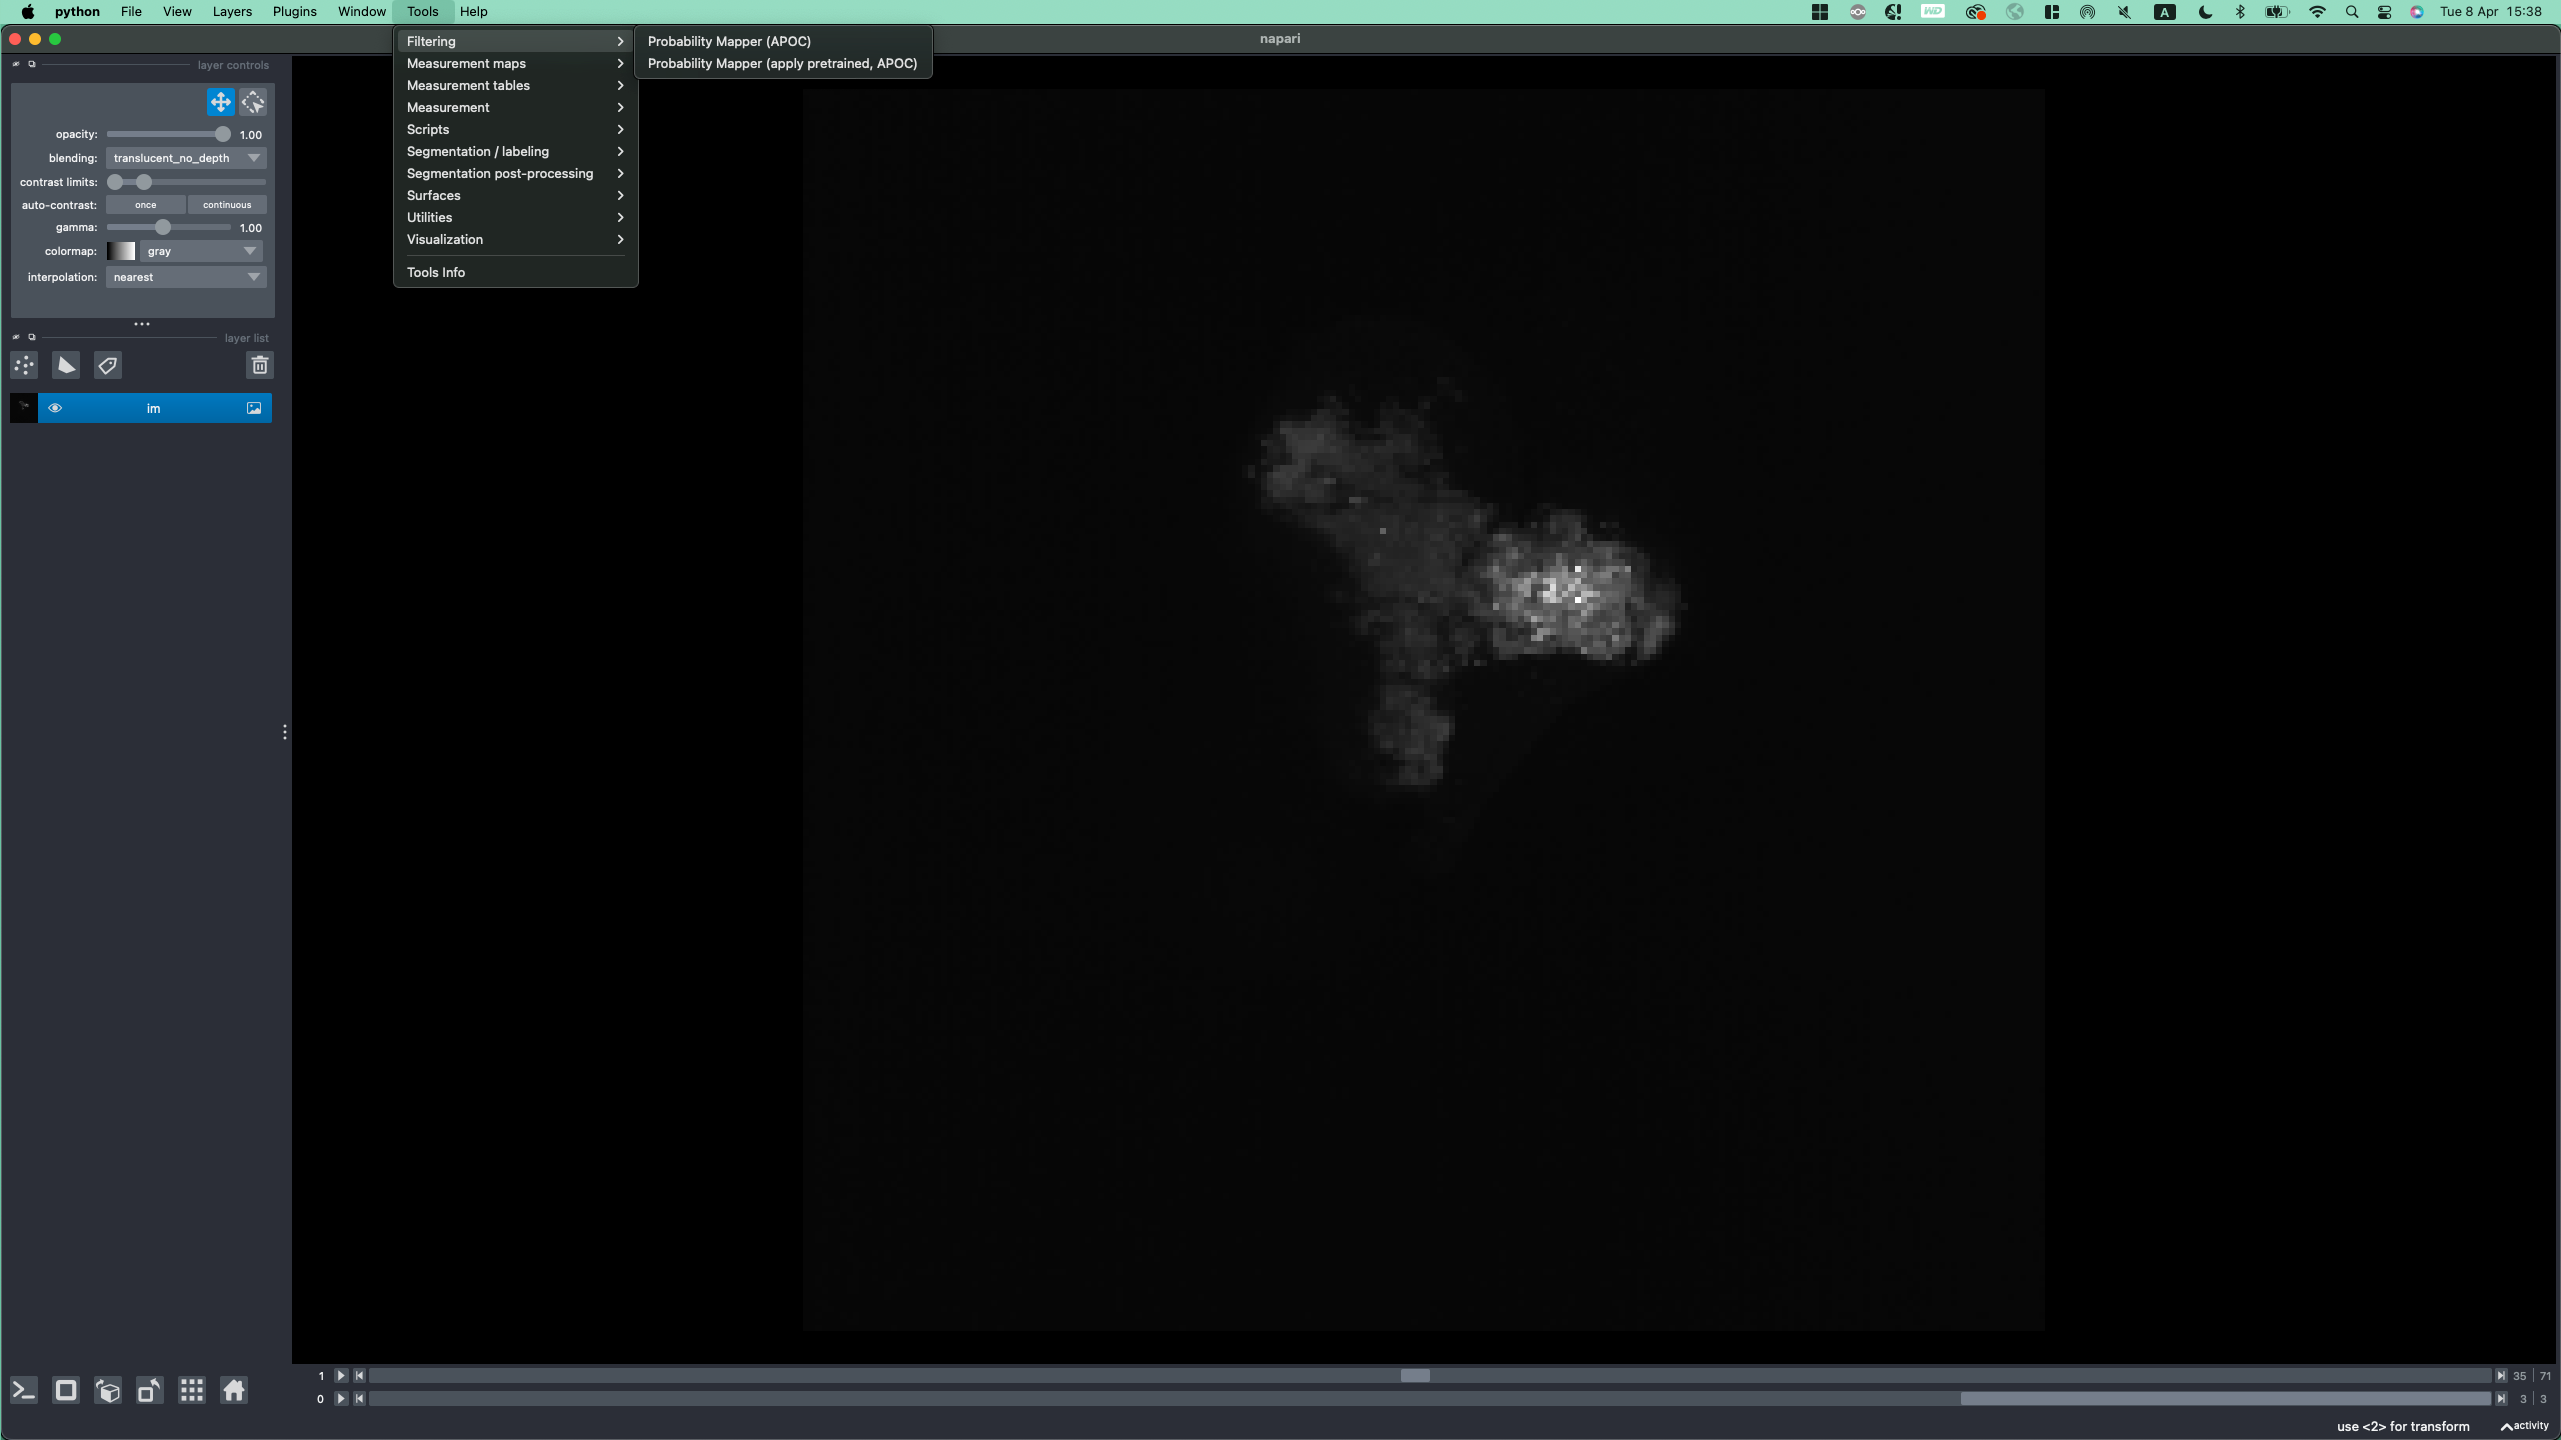 python File View Layers Plugins Window Tools Help
A Tue 8 Apr 15:38
napari
Filtering
Measurement maps
Measurement tables
Measurement
Scripts
Segmentation / labeling
Segmentation post-processing
Surfaces
Utilities
Visualization
Tools Info
Probability Mapper (APOC)
Probability Mapper (apply pretrained, APOC)
layer controls
opacity: 1.00
blending: translucent_no_depth
contrast limits:
auto-contrast: once continuous
gamma: 1.00
colormap: gray
interpolation: nearest
layer list
im
1 35 71
0 3 3
use <2> for transform activity